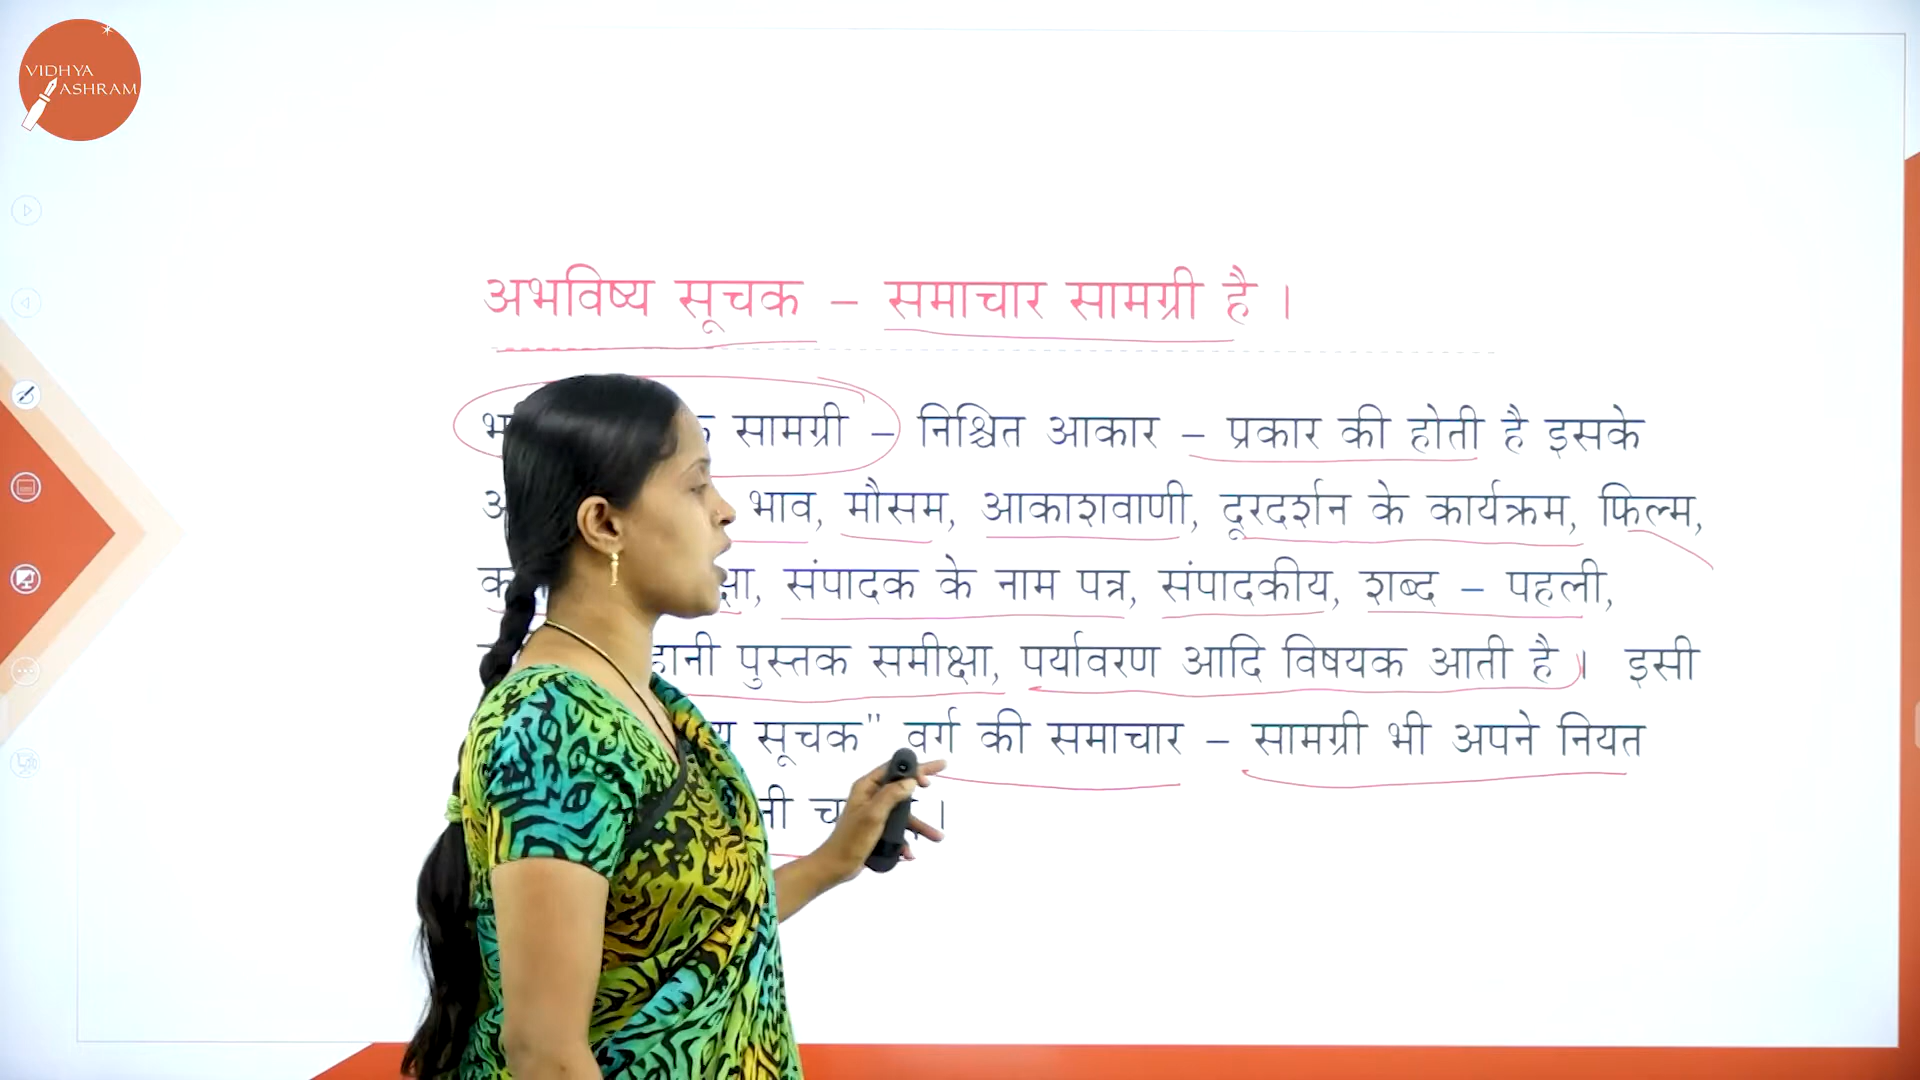 VIDHYA
ASHRAM
अभविष्य सूचक – समाचार सामग्री है ।
सामग्री – निश्चित आकार – प्रकार की होती है इसके
भाव, मौसम, आकाशवाणी, दूरदर्शन के कार्यक्रम, फिल्म,
संपादक के नाम पत्र, संपादकीय, शब्द – पहली,
पुस्तक समीक्षा, पर्यावरण आदि विषयक आती है । इसी
सूचक" वर्ग की समाचार – सामग्री भी अपने नियत